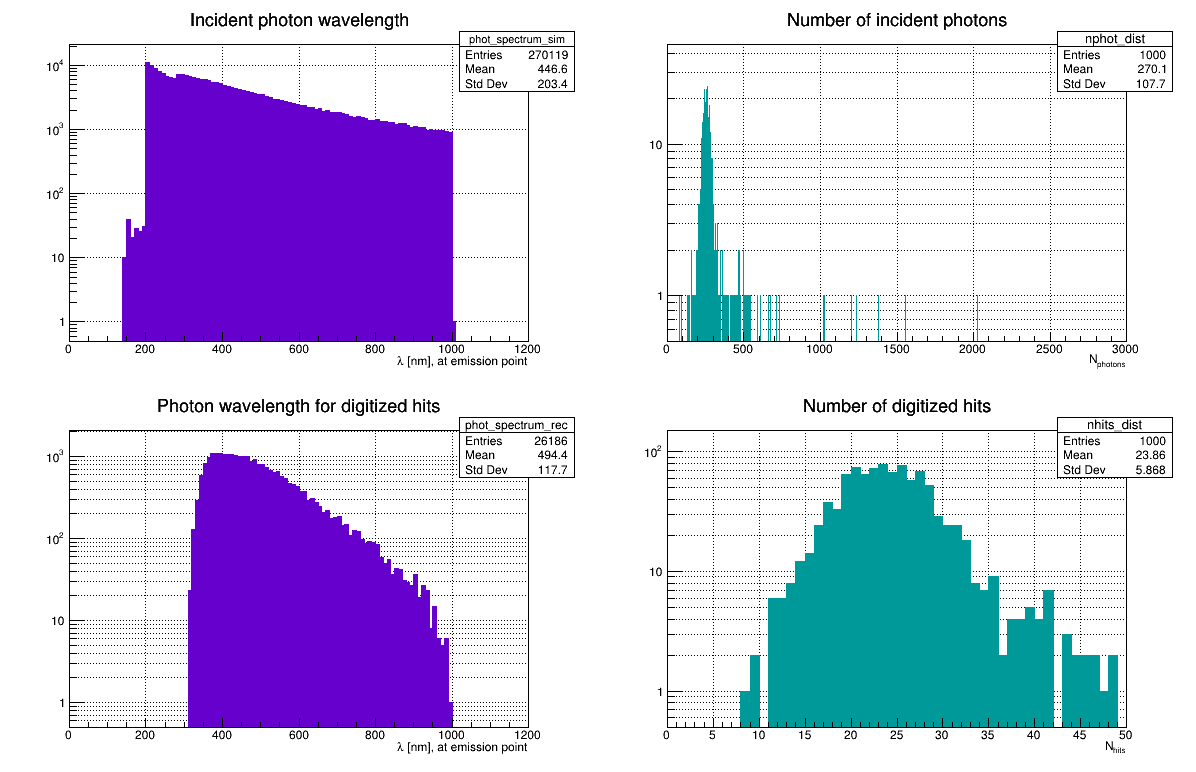 Incident photon wavelength
phot_spectrum_sim
Entries 270119
Mean 446.6
Std Dev 203.4
10^4
10^3
10^2
10
1
0 200 400 600 800 1000 1200
λ [nm], at emission point
Number of incident photons
nphot_dist
Entries 1000
Mean 270.1
Std Dev 107.7
10
1
0 500 1000 1500 2000 2500 3000
N_photons
Photon wavelength for digitized hits
phot_spectrum_rec
Entries 26186
Mean 494.4
Std Dev 117.7
10^3
10^2
10
1
0 200 400 600 800 1000 1200
λ [nm], at emission point
Number of digitized hits
nhits_dist
Entries 1000
Mean 23.86
Std Dev 5.868
10^2
10
1
0 5 10 15 20 25 30 35 40 45 50
N_hits